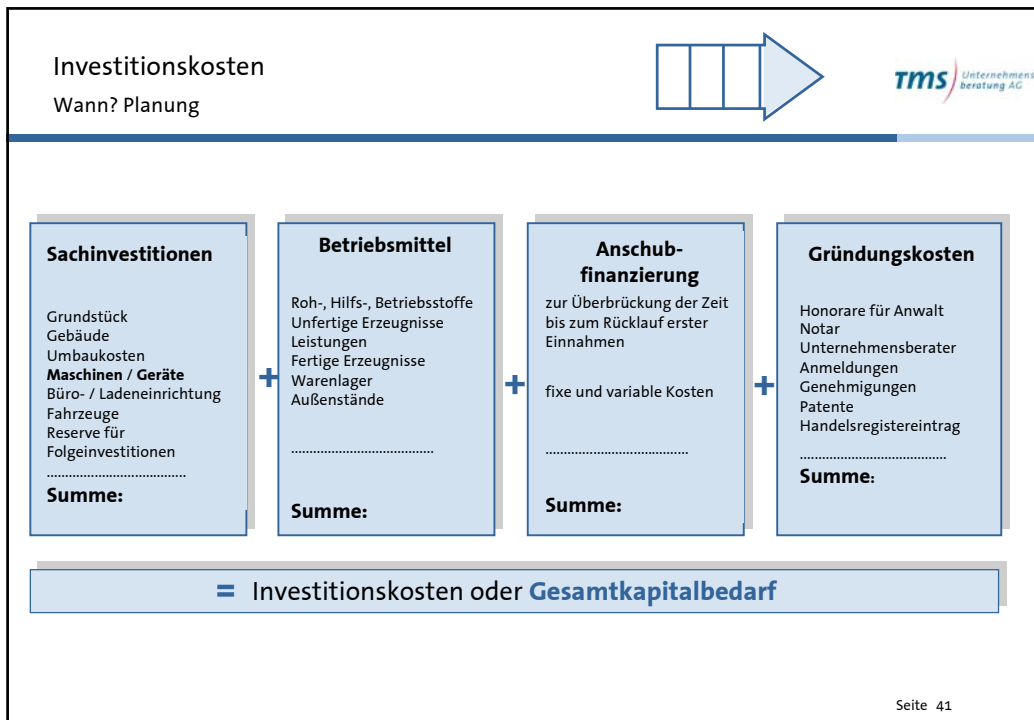 Investitionskosten
Wann? Planung
TMS Unternehmens
beratung AG
Sachinvestitionen
Grundstück
Gebäude
Umbaukosten
Maschinen / Geräte
Büro- / Ladeneinrichtung
Fahrzeuge
Reserve für
Folgeinvestitionen
......................................
Summe:
+
Betriebsmittel
Roh-, Hilfs-, Betriebsstoffe
Unfertige Erzeugnisse
Leistungen
Fertige Erzeugnisse
Warenlager
Außenstände
.......................................
Summe:
+
Anschub-
finanzierung
zur Überbrückung der Zeit
bis zum Rücklauf erster
Einnahmen
fixe und variable Kosten
.......................................
Summe:
+
Gründungskosten
Honorare für Anwalt
Notar
Unternehmensberater
Anmeldungen
Genehmigungen
Patente
Handelsregistereintrag
........................................
Summe:
= Investitionskosten oder Gesamtkapitalbedarf
Seite 41